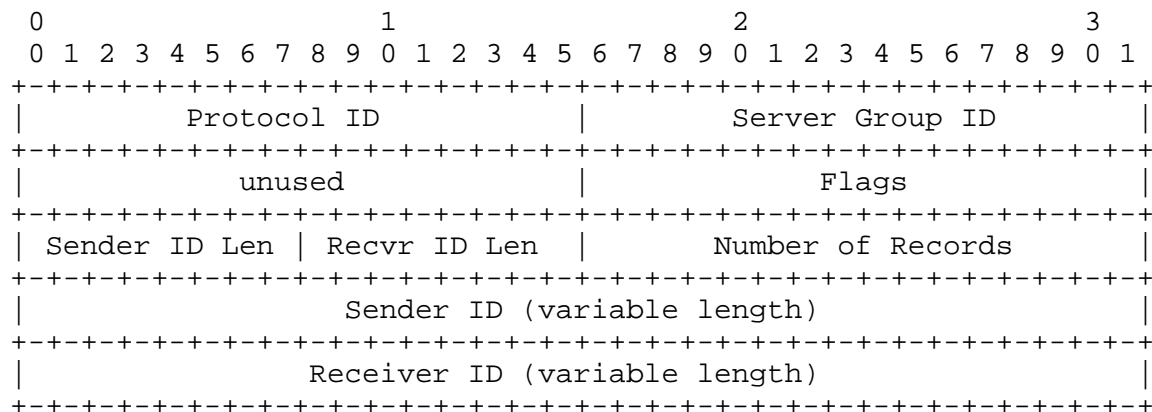 0                   1                   2                   3
 0 1 2 3 4 5 6 7 8 9 0 1 2 3 4 5 6 7 8 9 0 1 2 3 4 5 6 7 8 9 0 1
+-+-+-+-+-+-+-+-+-+-+-+-+-+-+-+-+-+-+-+-+-+-+-+-+-+-+-+-+-+-+-+-+
|         Protocol ID           |        Server Group ID        |
+-+-+-+-+-+-+-+-+-+-+-+-+-+-+-+-+-+-+-+-+-+-+-+-+-+-+-+-+-+-+-+-+
|            unused             |             Flags             |
+-+-+-+-+-+-+-+-+-+-+-+-+-+-+-+-+-+-+-+-+-+-+-+-+-+-+-+-+-+-+-+-+
| Sender ID Len | Recvr ID Len  |       Number of Records       |
+-+-+-+-+-+-+-+-+-+-+-+-+-+-+-+-+-+-+-+-+-+-+-+-+-+-+-+-+-+-+-+-+
|                  Sender ID (variable length)                  |
+-+-+-+-+-+-+-+-+-+-+-+-+-+-+-+-+-+-+-+-+-+-+-+-+-+-+-+-+-+-+-+-+
|                Receiver ID (variable length)                  |
+-+-+-+-+-+-+-+-+-+-+-+-+-+-+-+-+-+-+-+-+-+-+-+-+-+-+-+-+-+-+-+-+